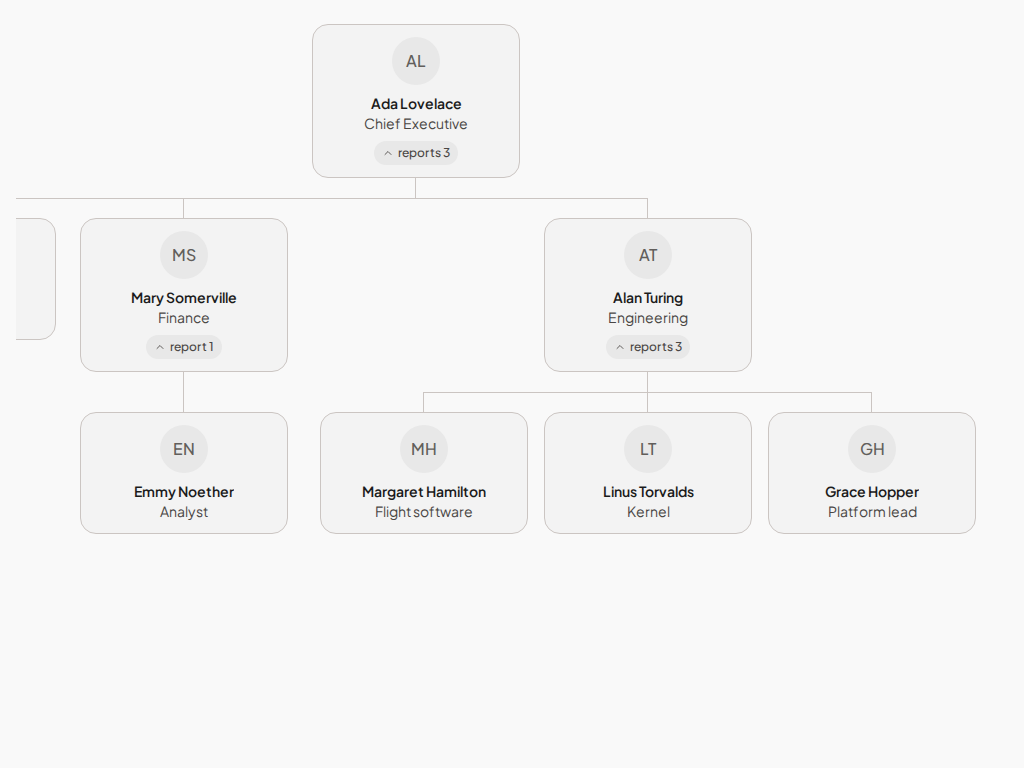 AL
Ada Lovelace
Chief Executive
reports 3
MS
Mary Somerville
Finance
report 1
AT
Alan Turing
Engineering
reports 3
EN
Emmy Noether
Analyst
MH
Margaret Hamilton
Flight software
LT
Linus Torvalds
Kernel
GH
Grace Hopper
Platform lead